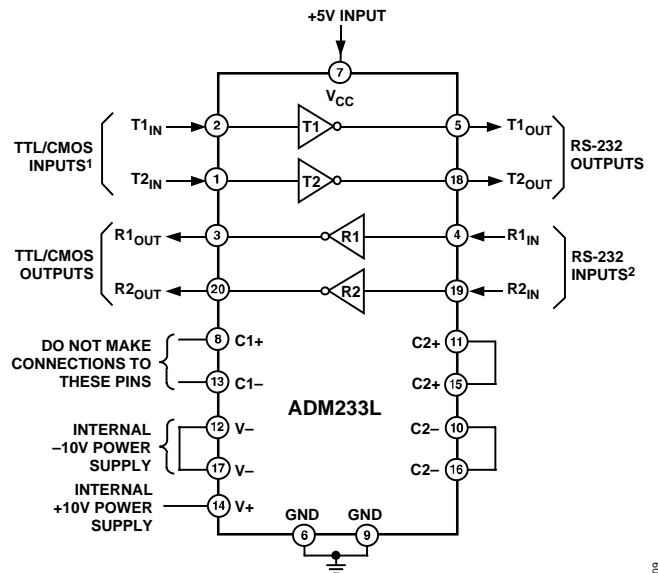 +5V INPUT
7
VCC
TTL/CMOS
INPUTS1
T1IN
2
T1
5
T1OUT
T2IN
1
T2
18
T2OUT
RS-232
OUTPUTS
TTL/CMOS
OUTPUTS
R1OUT
3
R1
4
R1IN
R2OUT
20
R2
19
R2IN
RS-232
INPUTS2
DO NOT MAKE
CONNECTIONS TO
THESE PINS
8 C1+
13 C1–
C2+ 11
C2+ 15
ADM233L
INTERNAL
–10V POWER
SUPPLY
12 V–
17 V–
C2– 10
C2– 16
INTERNAL
+10V POWER
SUPPLY
14 V+
GND GND
6 9